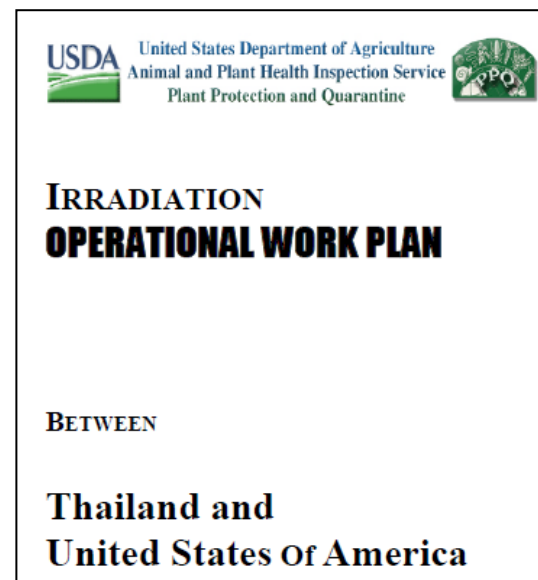 USDA
United States Department of Agriculture
Animal and Plant Health Inspection Service
Plant Protection and Quarantine
PPQ
IRRADIATION
OPERATIONAL WORK PLAN
BETWEEN
Thailand and
United States Of America